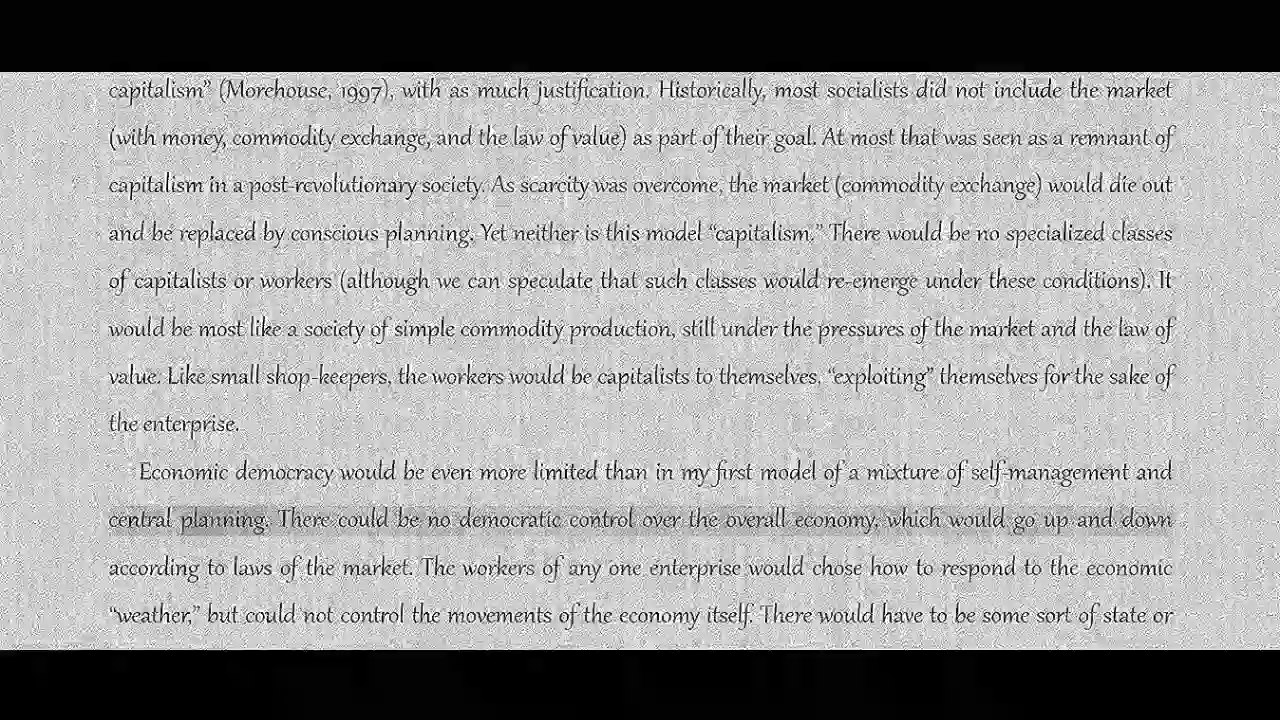 capitalism” (Morehouse, 1997), with as much justification. Historically, most socialists did not include the market
(with money, commodity exchange, and the law of value) as part of their goal. At most that was seen as a remnant of
capitalism in a post-revolutionary society. As scarcity was overcome, the market (commodity exchange) would die out
and be replaced by conscious planning. Yet neither is this model “capitalism.” There would be no specialized classes
of capitalists or workers (although we can speculate that such classes would re-emerge under these conditions). It
would be most like a society of simple commodity production, still under the pressures of the market and the law of
value. Like small shop-keepers, the workers would be capitalists to themselves, “exploiting” themselves for the sake of
the enterprise.
Economic democracy would be even more limited than in my first model of a mixture of self-management and
central planning. There could be no democratic control over the overall economy, which would go up and down
according to laws of the market. The workers of any one enterprise would chose how to respond to the economic
“weather,” but could not control the movements of the economy itself. There would have to be some sort of state or